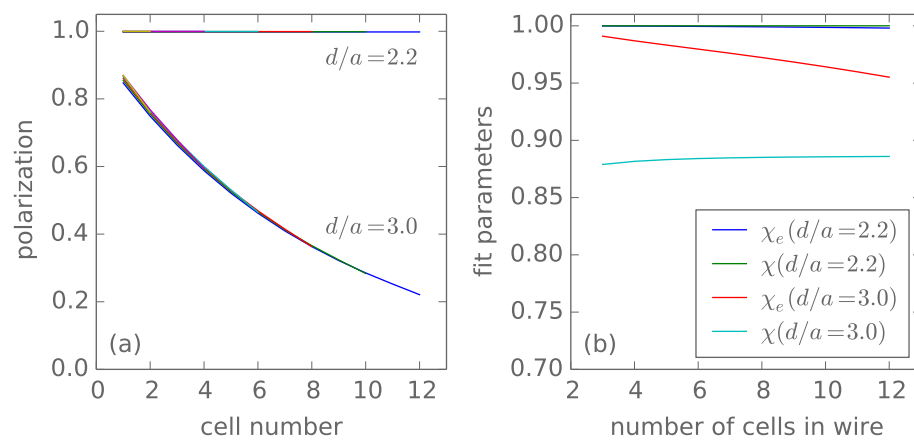 1.0
0.8
0.6
0.4
0.2
0.0
polarization
d/a=2.2
d/a=3.0
(a)
0 2 4 6 8 10 12
cell number
1.00
0.95
0.90
0.85
0.80
0.75
0.70
fit parameters
χe(d/a=2.2)
χ(d/a=2.2)
χe(d/a=3.0)
χ(d/a=3.0)
(b)
2 4 6 8 10 12
number of cells in wire